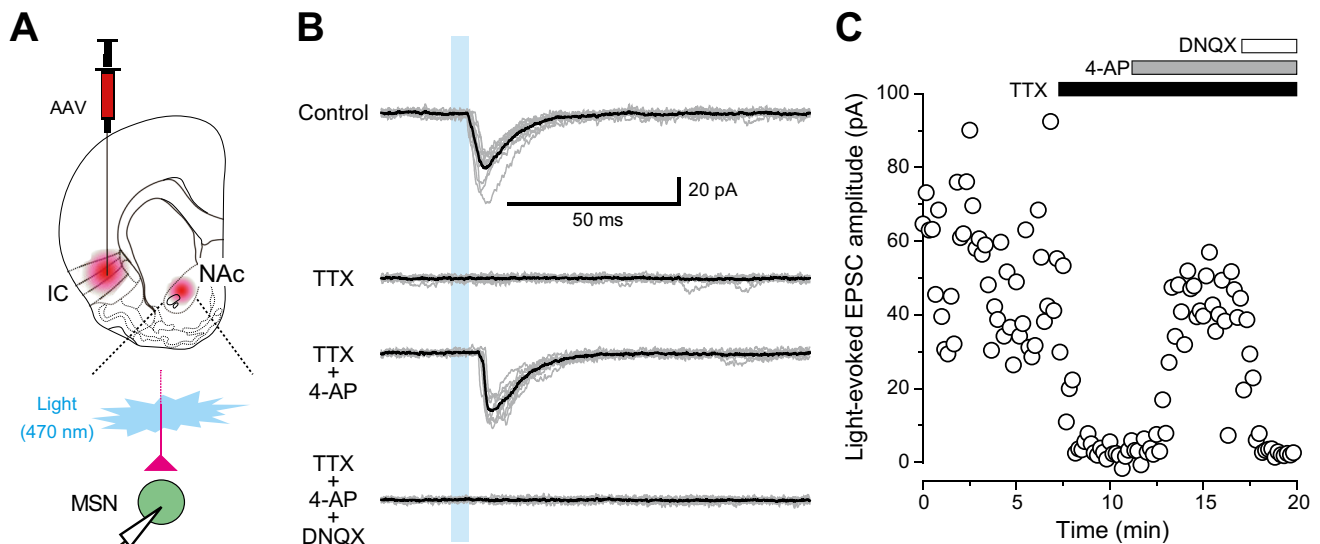 A
AAV
IC
NAc
Light
(470 nm)
MSN
B
Control
20 pA
50 ms
TTX
TTX
+
4-AP
TTX
+
4-AP
+
DNQX
C
DNQX
4-AP
TTX
Light-evoked EPSC amplitude (pA)
100
80
60
40
20
0
0
5
10
15
20
Time (min)